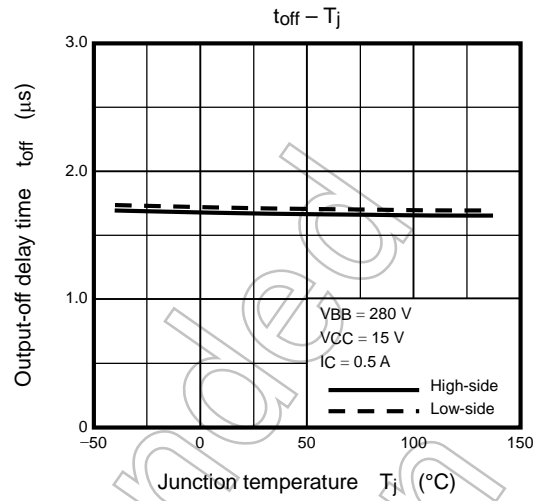 toff – Tj
3.0
2.0
1.0
0
Output-off delay time toff (μs)
VBB = 280 V
VCC = 15 V
IC = 0.5 A
High-side
Low-side
−50
0
50
100
150
Junction temperature Tj (°C)